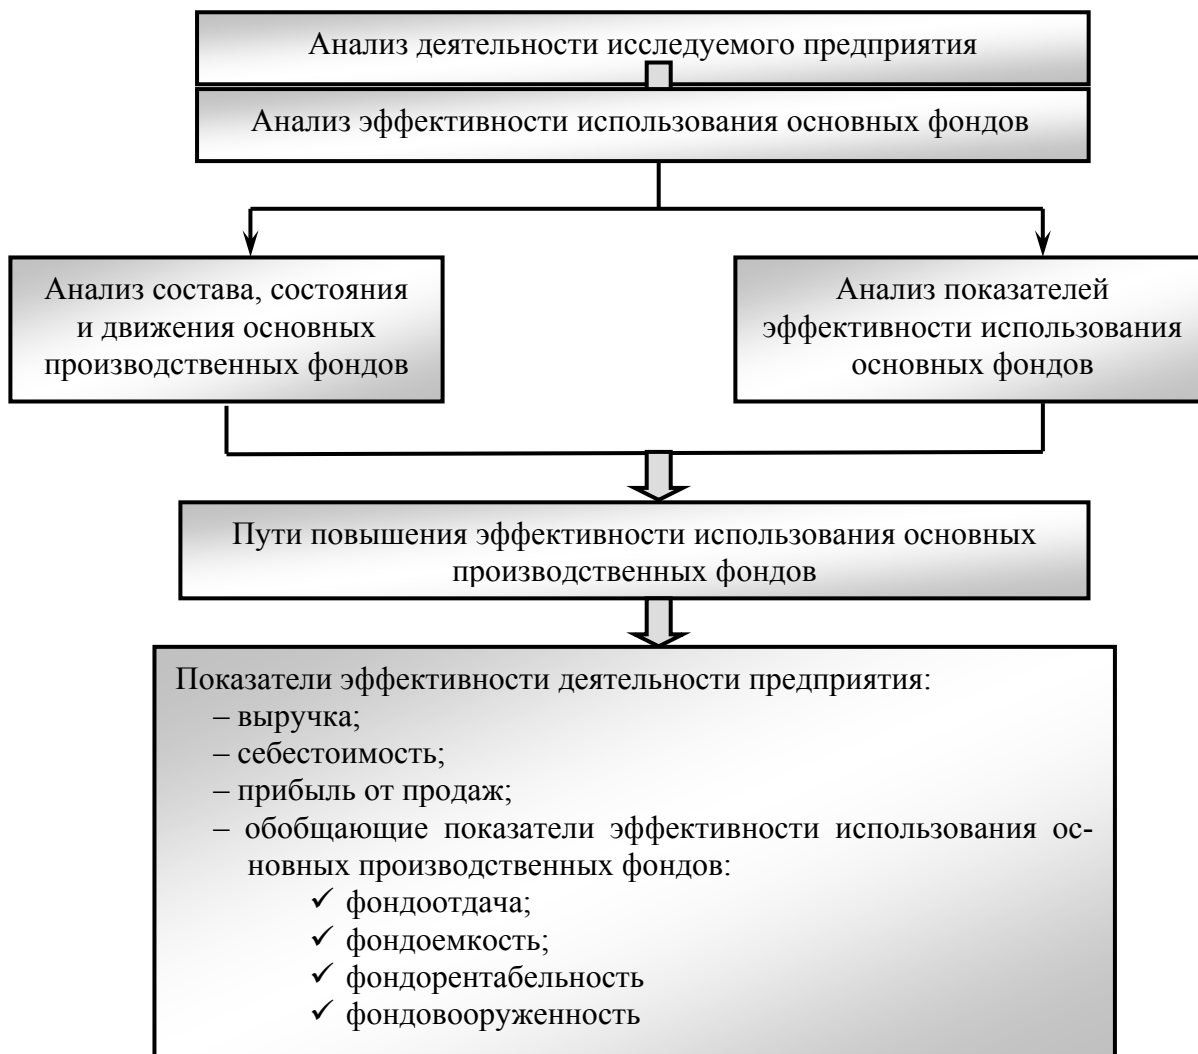 Анализ деятельности исследуемого предприятия
Анализ эффективности использования основных фондов
Анализ состава, состояния
и движения основных
производственных фондов
Анализ показателей
эффективности использования
основных фондов
Пути повышения эффективности использования основных
производственных фондов
Показатели эффективности деятельности предприятия:
– выручка;
– себестоимость;
– прибыль от продаж;
– обобщающие показатели эффективности использования ос-
новных производственных фондов:
✓ фондоотдача;
✓ фондоемкость;
✓ фондорентабельность
✓ фондовооруженность